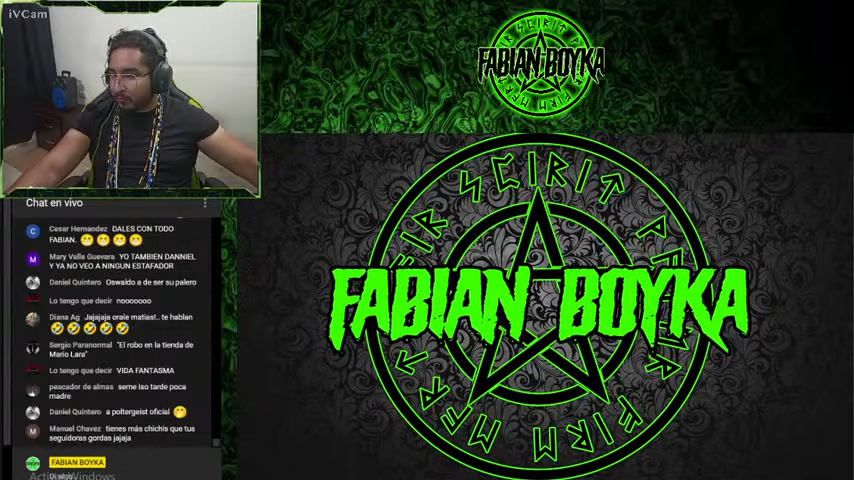 iVCam
FABIAN BOYKA
Chat en vivo
Cesar Hernandez DALES CON TODO
FABIAN. 😁😁😁😁
Mary Valle Guevara YO TAMBIEN DANNIEL
Y YA NO VEO A NINGUN ESTAFADOR
Daniel Quintero Oswaldo a de ser su palero
Lo tengo que decir nooooooo
Diana Ag Jajajaja orale matias!.. te hablan
🤣🤣🤣🤣🤣
Sergio Paranormal "El robo en la tienda de
Mario Lara"
Lo tengo que decir VIDA FANTASMA
pescador de almas seme iso tarde poca
madre
Daniel Quintero a poltergeist oficial 🤭
Manuel Chavez tienes más chichis que tus
seguidoras gordas jajaja
FABIAN BOYKA
FABIAN BOYKA